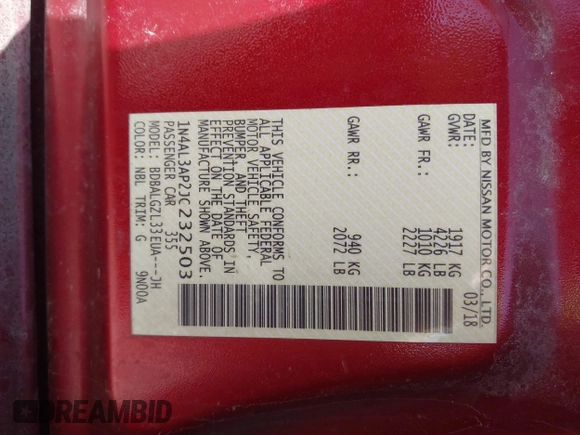 MFD BY NISSAN MOTOR CO., LTD.
DATE: 03/18
GVWR: 1917 KG
4226 LB
GAWR FR.: 1010 KG
2227 LB
GAWR RR.: 940 KG
2072 LB
THIS VEHICLE CONFORMS TO
ALL APPLICABLE FEDERAL
MOTOR VEHICLE SAFETY,
BUMPER, AND THEFT
PREVENTION STANDARDS IN
EFFECT ON THE DATE OF
MANUFACTURE SHOWN ABOVE.
1N4AL3AP2JC232503
PASSENGER CAR 355
MODEL: BDBALGZL33EUA---JH
COLOR: NBL TRIM: G 9N00A
DREAMBID